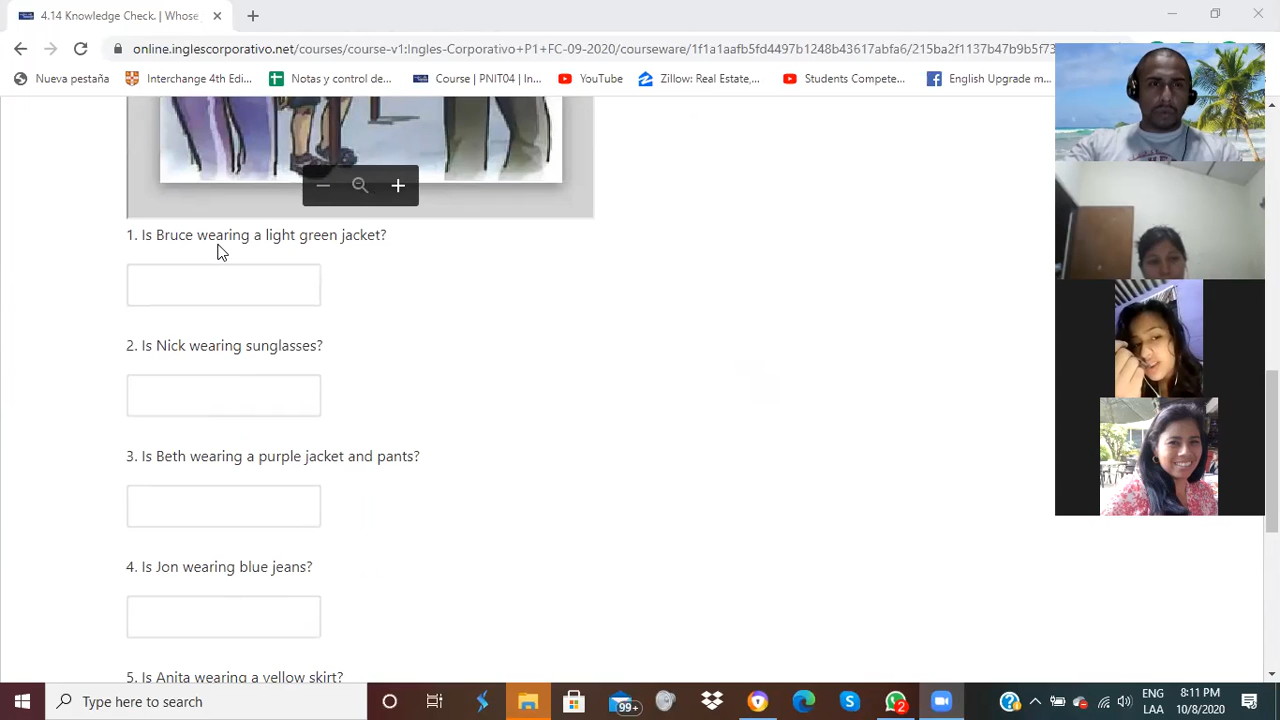 4.14 Knowledge Check. | Whose
online.inglescorporativo.net/courses/course-v1:Ingles-Corporativo+P1+FC-09-2020/courseware/1f1a1aafb5fd4497b1248b43617abfa6/215ba2f1137b47b9b5f73
Nueva pestaña
Interchange 4th Edi...
Notas y control de...
Course | PNIT04 | In...
YouTube
Zillow: Real Estate,...
Students Compete...
English Upgrade m...
1. Is Bruce wearing a light green jacket?
2. Is Nick wearing sunglasses?
3. Is Beth wearing a purple jacket and pants?
4. Is Jon wearing blue jeans?
5. Is Anita wearing a yellow skirt?
Type here to search
99+
2
ENG
LAA
8:11 PM
10/8/2020